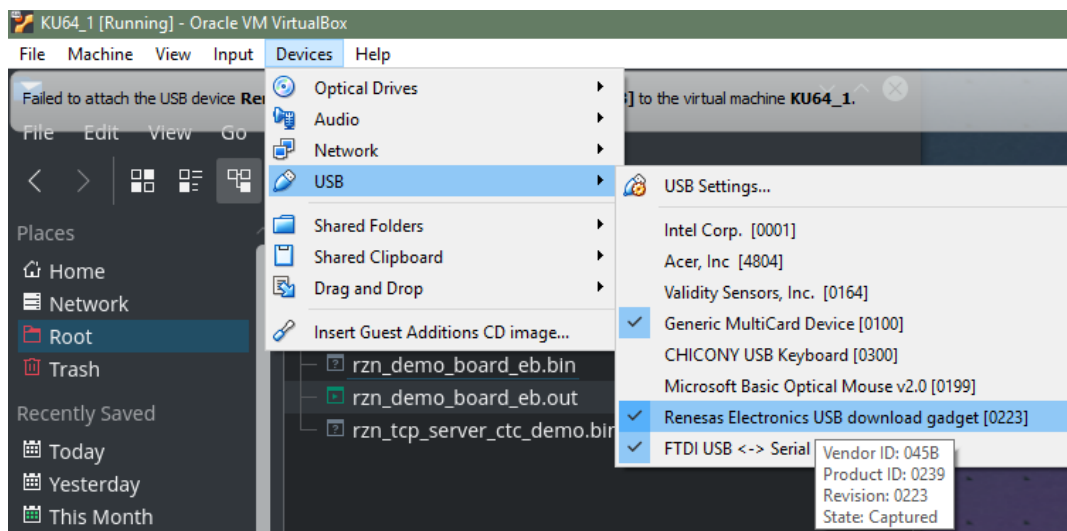 KU64_1 [Running] - Oracle VM VirtualBox
File Machine View Input Devices Help
Failed to attach the USB device Re
] to the virtual machine KU64_1.
File Edit View Go
Optical Drives
Audio
Network
USB
Shared Folders
Shared Clipboard
Drag and Drop
Insert Guest Additions CD image...
USB Settings...
Intel Corp. [0001]
Acer, Inc [4804]
Validity Sensors, Inc. [0164]
Generic MultiCard Device [0100]
CHICONY USB Keyboard [0300]
Microsoft Basic Optical Mouse v2.0 [0199]
Renesas Electronics USB download gadget [0223]
FTDI USB <-> Serial
Vendor ID: 045B
Product ID: 0239
Revision: 0223
State: Captured
Places
Home
Network
Root
Trash
Recently Saved
Today
Yesterday
This Month
rzn_demo_board_eb.bin
rzn_demo_board_eb.out
rzn_tcp_server_ctc_demo.bin